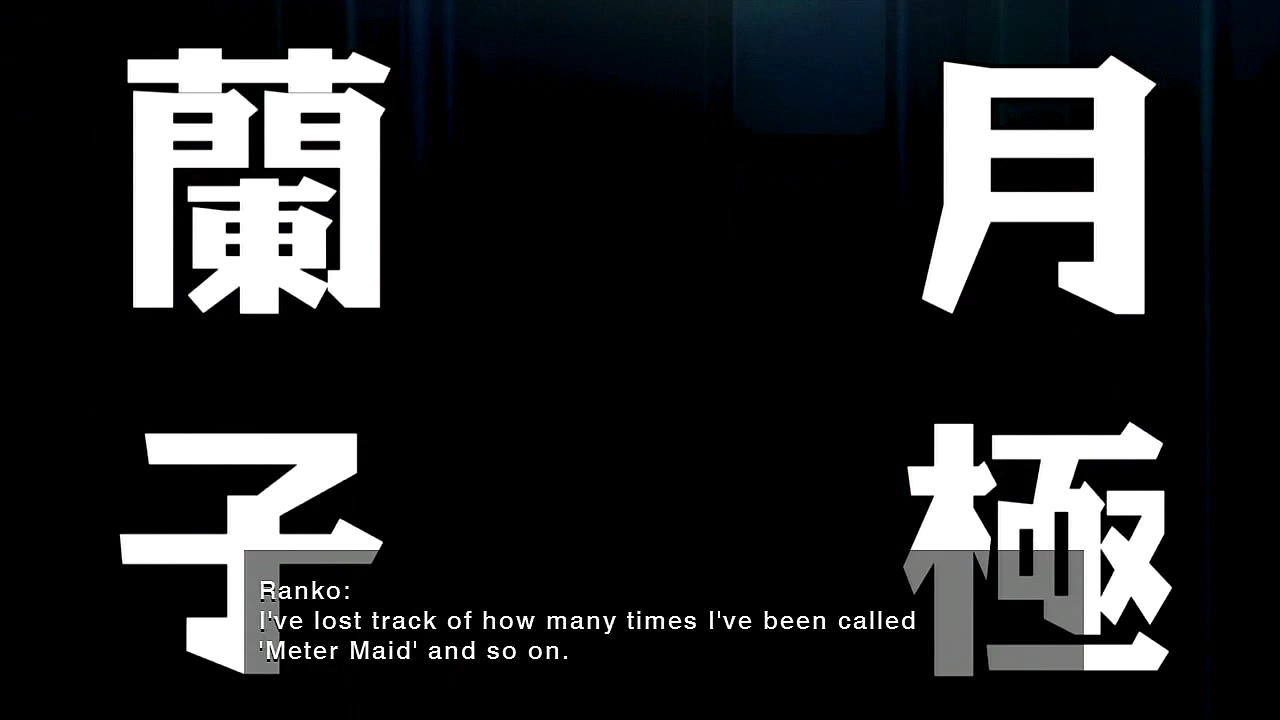 月極
蘭子
Ranko:
I've lost track of how many times I've been called
'Meter Maid' and so on.